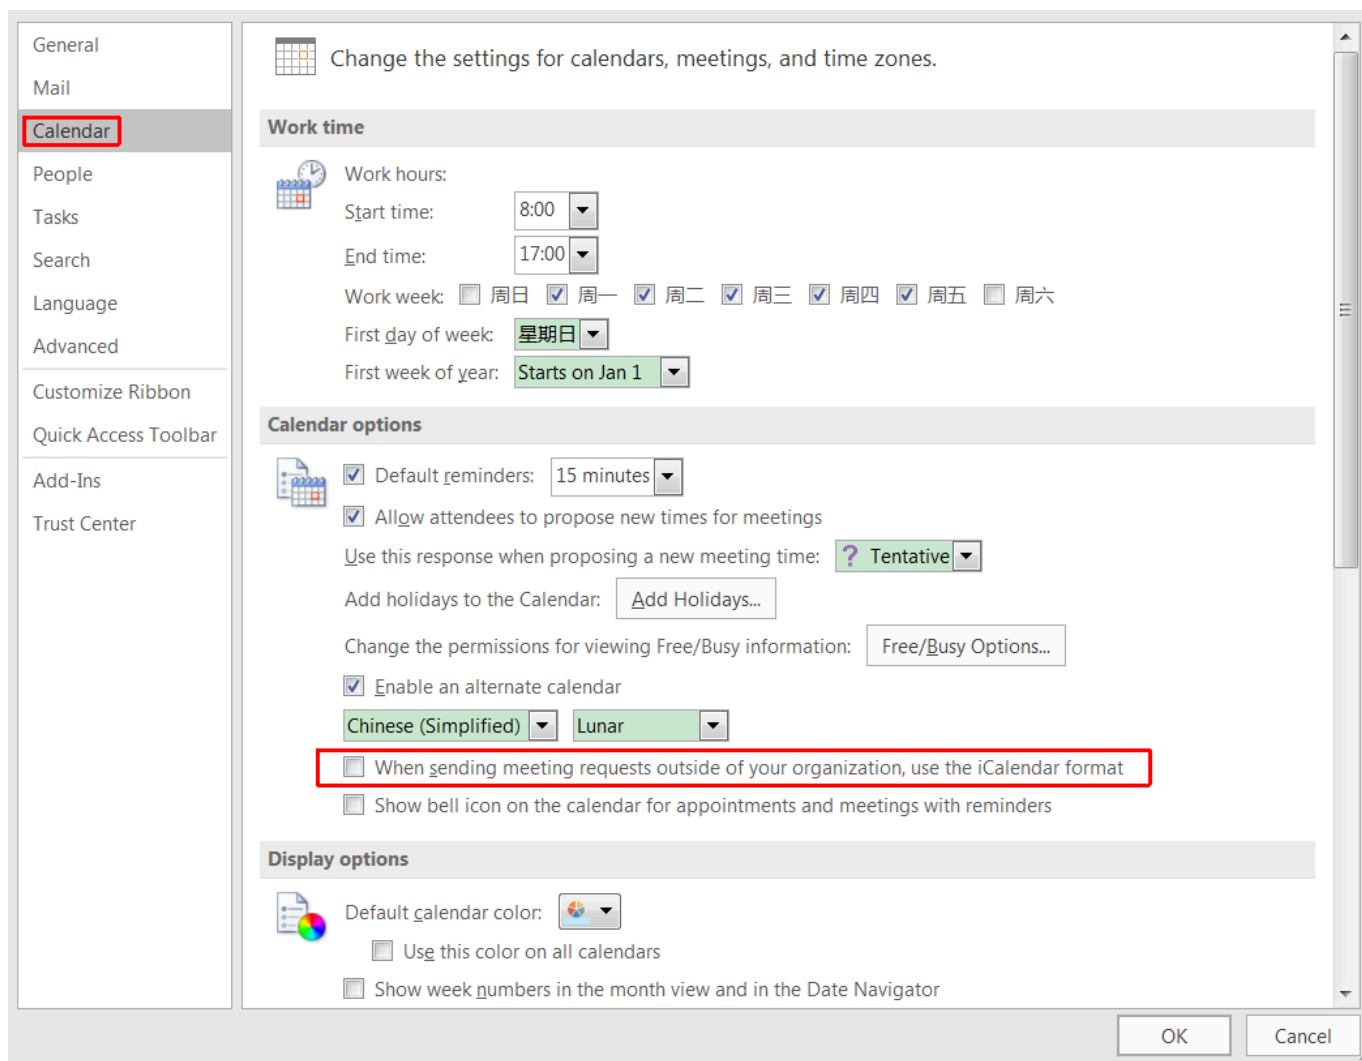 General
Mail
Calendar
People
Tasks
Search
Language
Advanced
Customize Ribbon
Quick Access Toolbar
Add-Ins
Trust Center
Change the settings for calendars, meetings, and time zones.
Work time
Work hours:
Start time: 8:00
End time: 17:00
Work week: 周日 周一 周二 周三 周四 周五 周六
First day of week: 星期日
First week of year: Starts on Jan 1
Calendar options
Default reminders: 15 minutes
Allow attendees to propose new times for meetings
Use this response when proposing a new meeting time: ? Tentative
Add holidays to the Calendar: Add Holidays...
Change the permissions for viewing Free/Busy information: Free/Busy Options...
Enable an alternate calendar
Chinese (Simplified) Lunar
When sending meeting requests outside of your organization, use the iCalendar format
Show bell icon on the calendar for appointments and meetings with reminders
Display options
Default calendar color:
Use this color on all calendars
Show week numbers in the month view and in the Date Navigator
OK Cancel